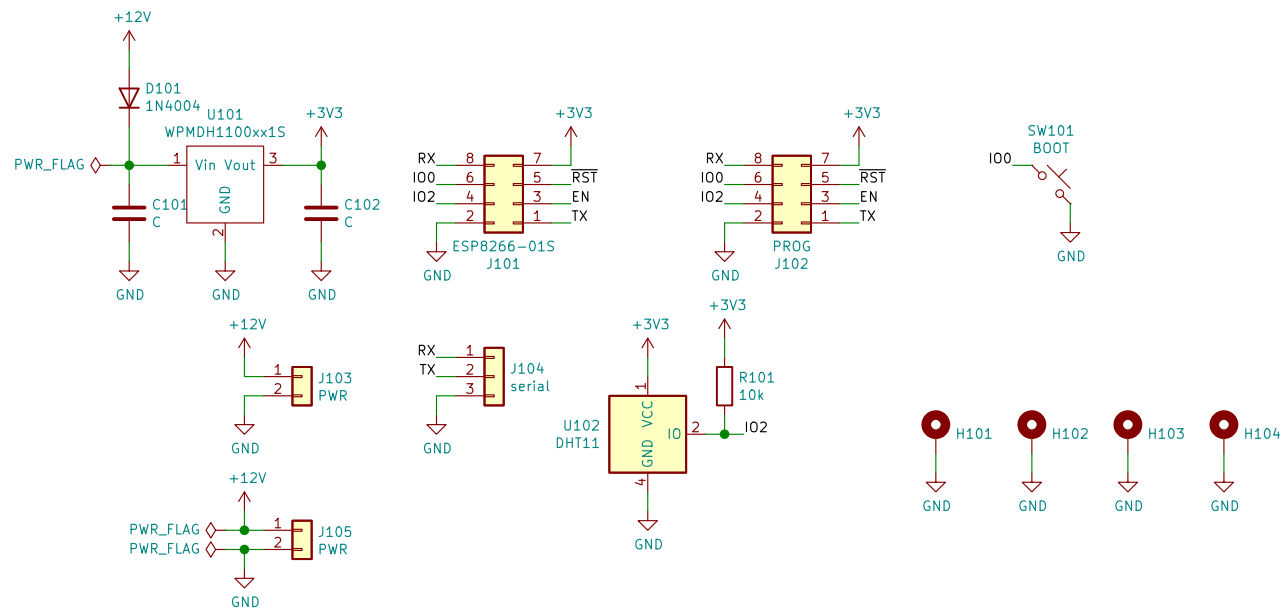 +12V
D101
1N4004
U101
WPMDH1100xx1S
PWR_FLAG
1
Vin Vout
3
GND
2
+3V3
C101
C
C102
C
GND
GND
GND
+3V3
RX
8
7
IO0
6
5
RST
IO2
4
3
EN
2
1
TX
ESP8266-01S
J101
GND
+3V3
RX
8
7
IO0
6
5
RST
IO2
4
3
EN
2
1
TX
PROG
J102
GND
SW101
BOOT
IO0
GND
+12V
1
2
J103
PWR
GND
RX
1
TX
2
3
J104
serial
GND
+3V3
+3V3
R101
10k
1
VCC
U102
DHT11
IO
2
IO2
GND
4
GND
H101
H102
H103
H104
GND
GND
GND
GND
+12V
PWR_FLAG
1
PWR_FLAG
2
J105
PWR
GND